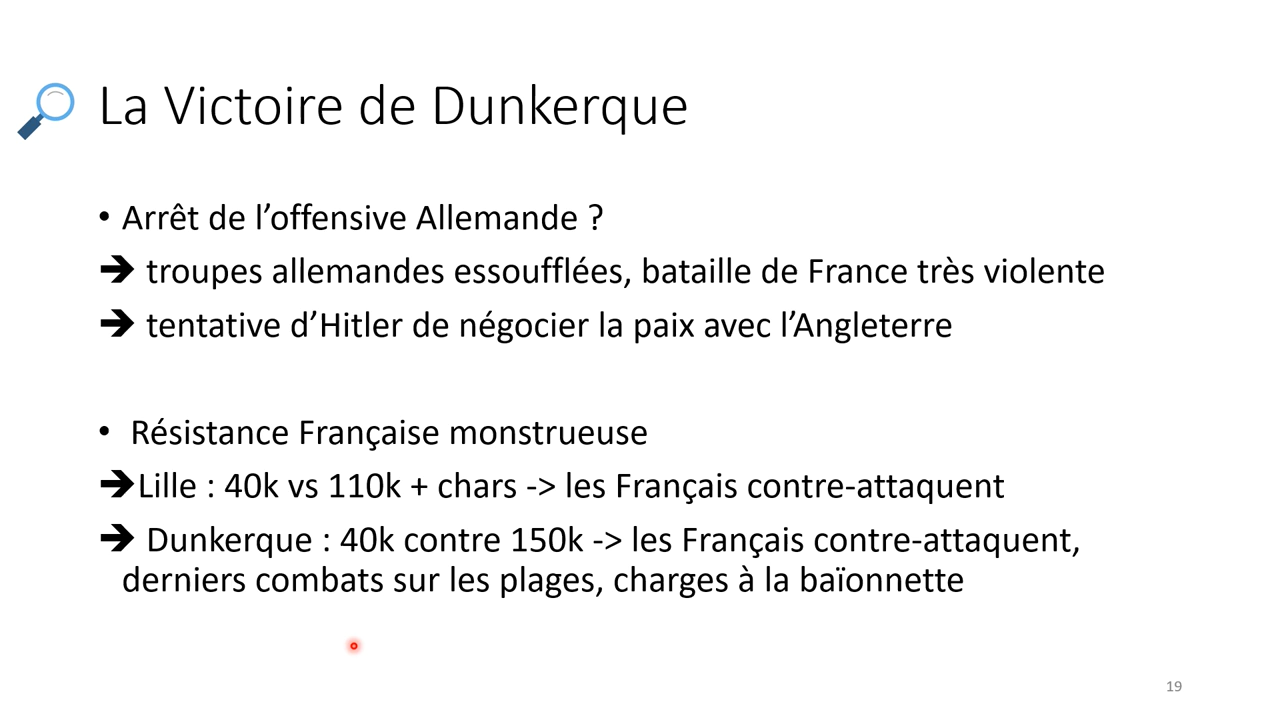 La Victoire de Dunkerque
• Arrêt de l’offensive Allemande ?
➔ troupes allemandes essoufflées, bataille de France très violente
➔ tentative d’Hitler de négocier la paix avec l’Angleterre
• Résistance Française monstrueuse
➔Lille : 40k vs 110k + chars -> les Français contre-attaquent
➔ Dunkerque : 40k contre 150k -> les Français contre-attaquent,
derniers combats sur les plages, charges à la baïonnette
19